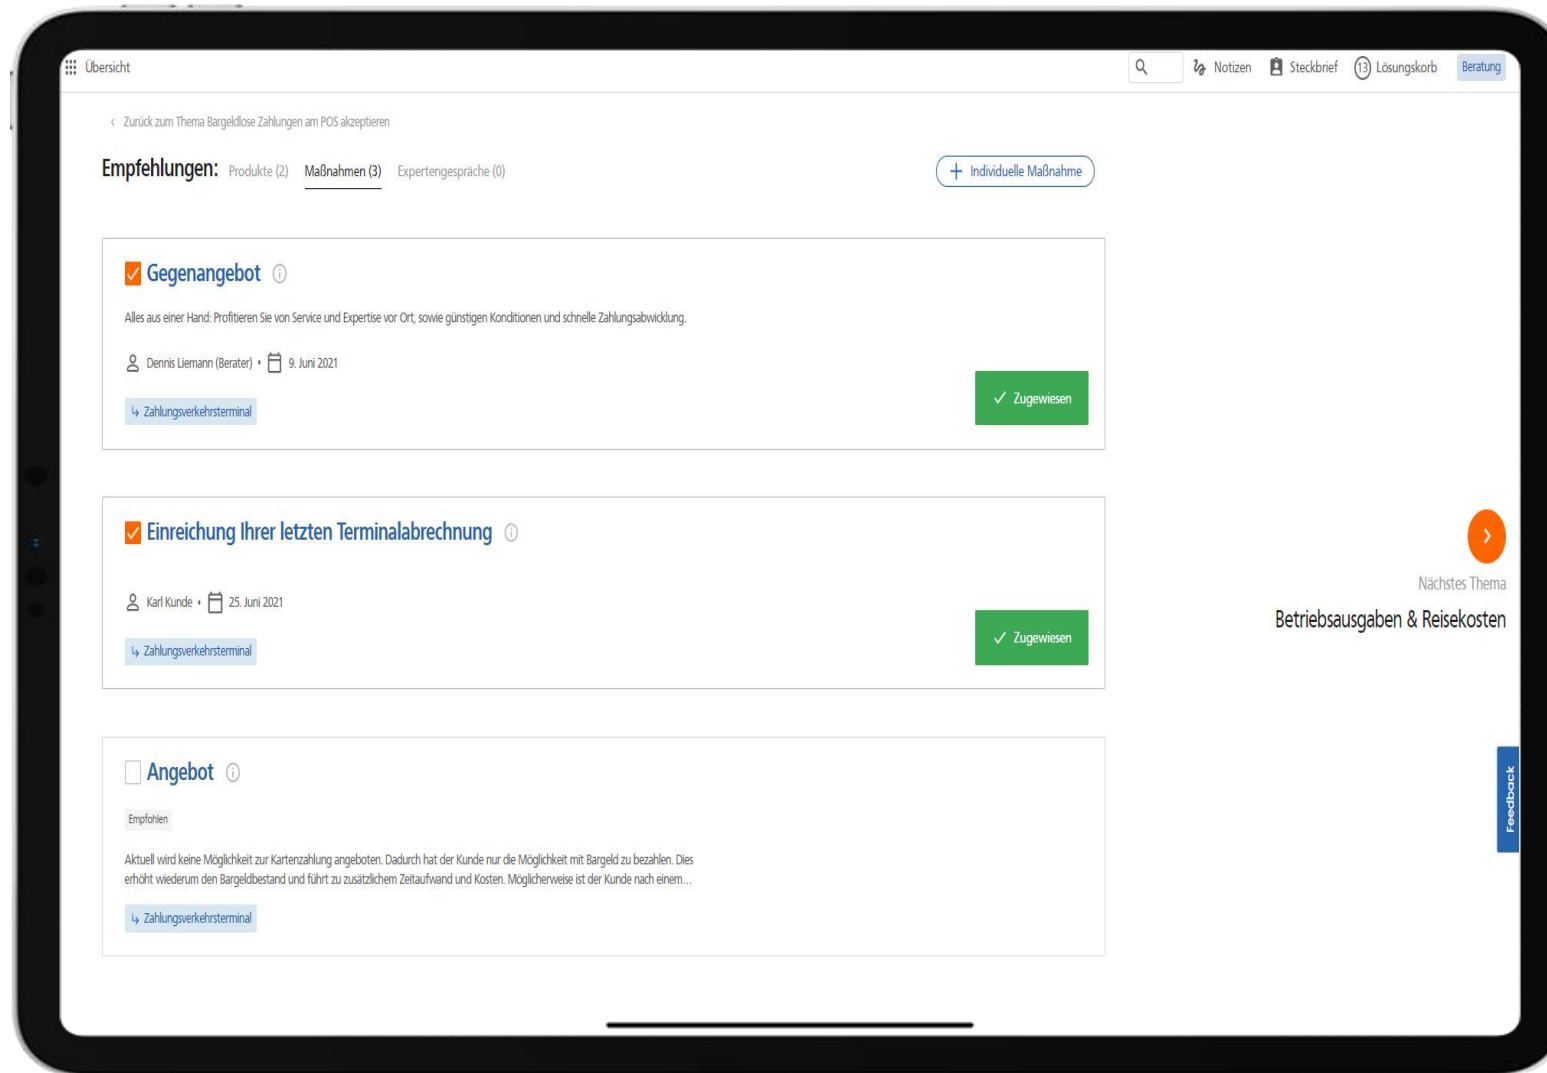 Übersicht
Notizen
Steckbrief
(13) Lösungskorb
Beratung
Zurück zum Thema Bargeldlose Zahlungen am POS akzeptieren
Empfehlungen: Produkte (2) Maßnahmen (3) Expertengespräche (0)
+ Individuelle Maßnahme
Gegenangebot
Alles aus einer Hand: Profitieren Sie von Service und Expertise vor Ort, sowie günstigen Konditionen und schnelle Zahlungsabwicklung.
Dennis Liemann (Berater) • 9. Juni 2021
Zugewiesen
Zahlungsverkehrsterminal
Einreichung Ihrer letzten Terminalabrechnung
Karl Kunde • 25. Juni 2021
Zugewiesen
Zahlungsverkehrsterminal
Nächstes Thema
Betriebsausgaben & Reisekosten
Angebot
Empfohlen
Aktuell wird keine Möglichkeit zur Kartenzahlung angeboten. Dadurch hat der Kunde nur die Möglichkeit mit Bargeld zu bezahlen. Dies
erhöht wiederum den Bargeldbestand und führt zu zusätzlichem Zeitaufwand und Kosten. Möglicherweise ist der Kunde nach einem...
Zahlungsverkehrsterminal
Feedback